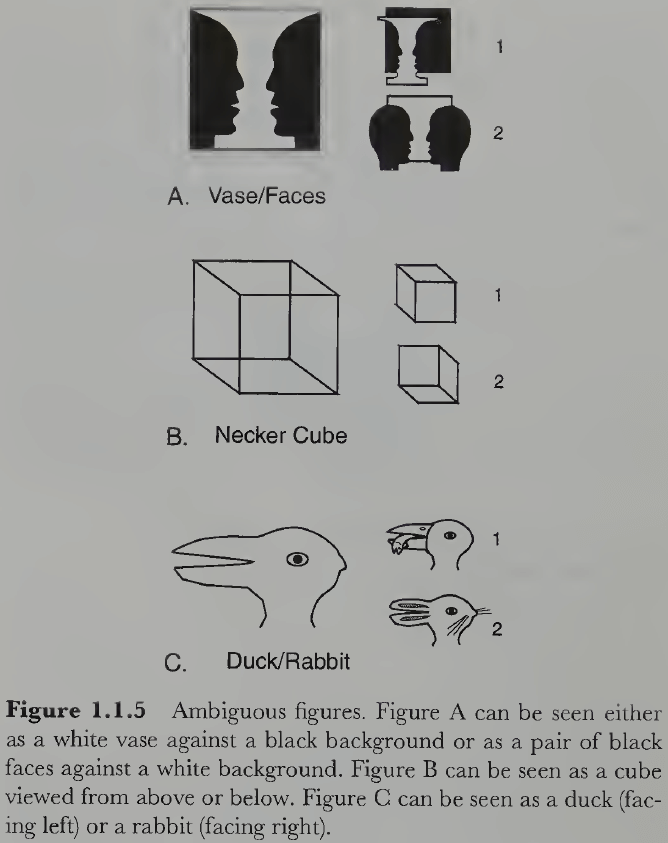 1
2
A. Vase/Faces
1
2
B. Necker Cube
1
2
C. Duck/Rabbit
Figure 1.1.5 Ambiguous figures. Figure A can be seen either
as a white vase against a black background or as a pair of black
faces against a white background. Figure B can be seen as a cube
viewed from above or below. Figure C can be seen as a duck (fac-
ing left) or a rabbit (facing right).